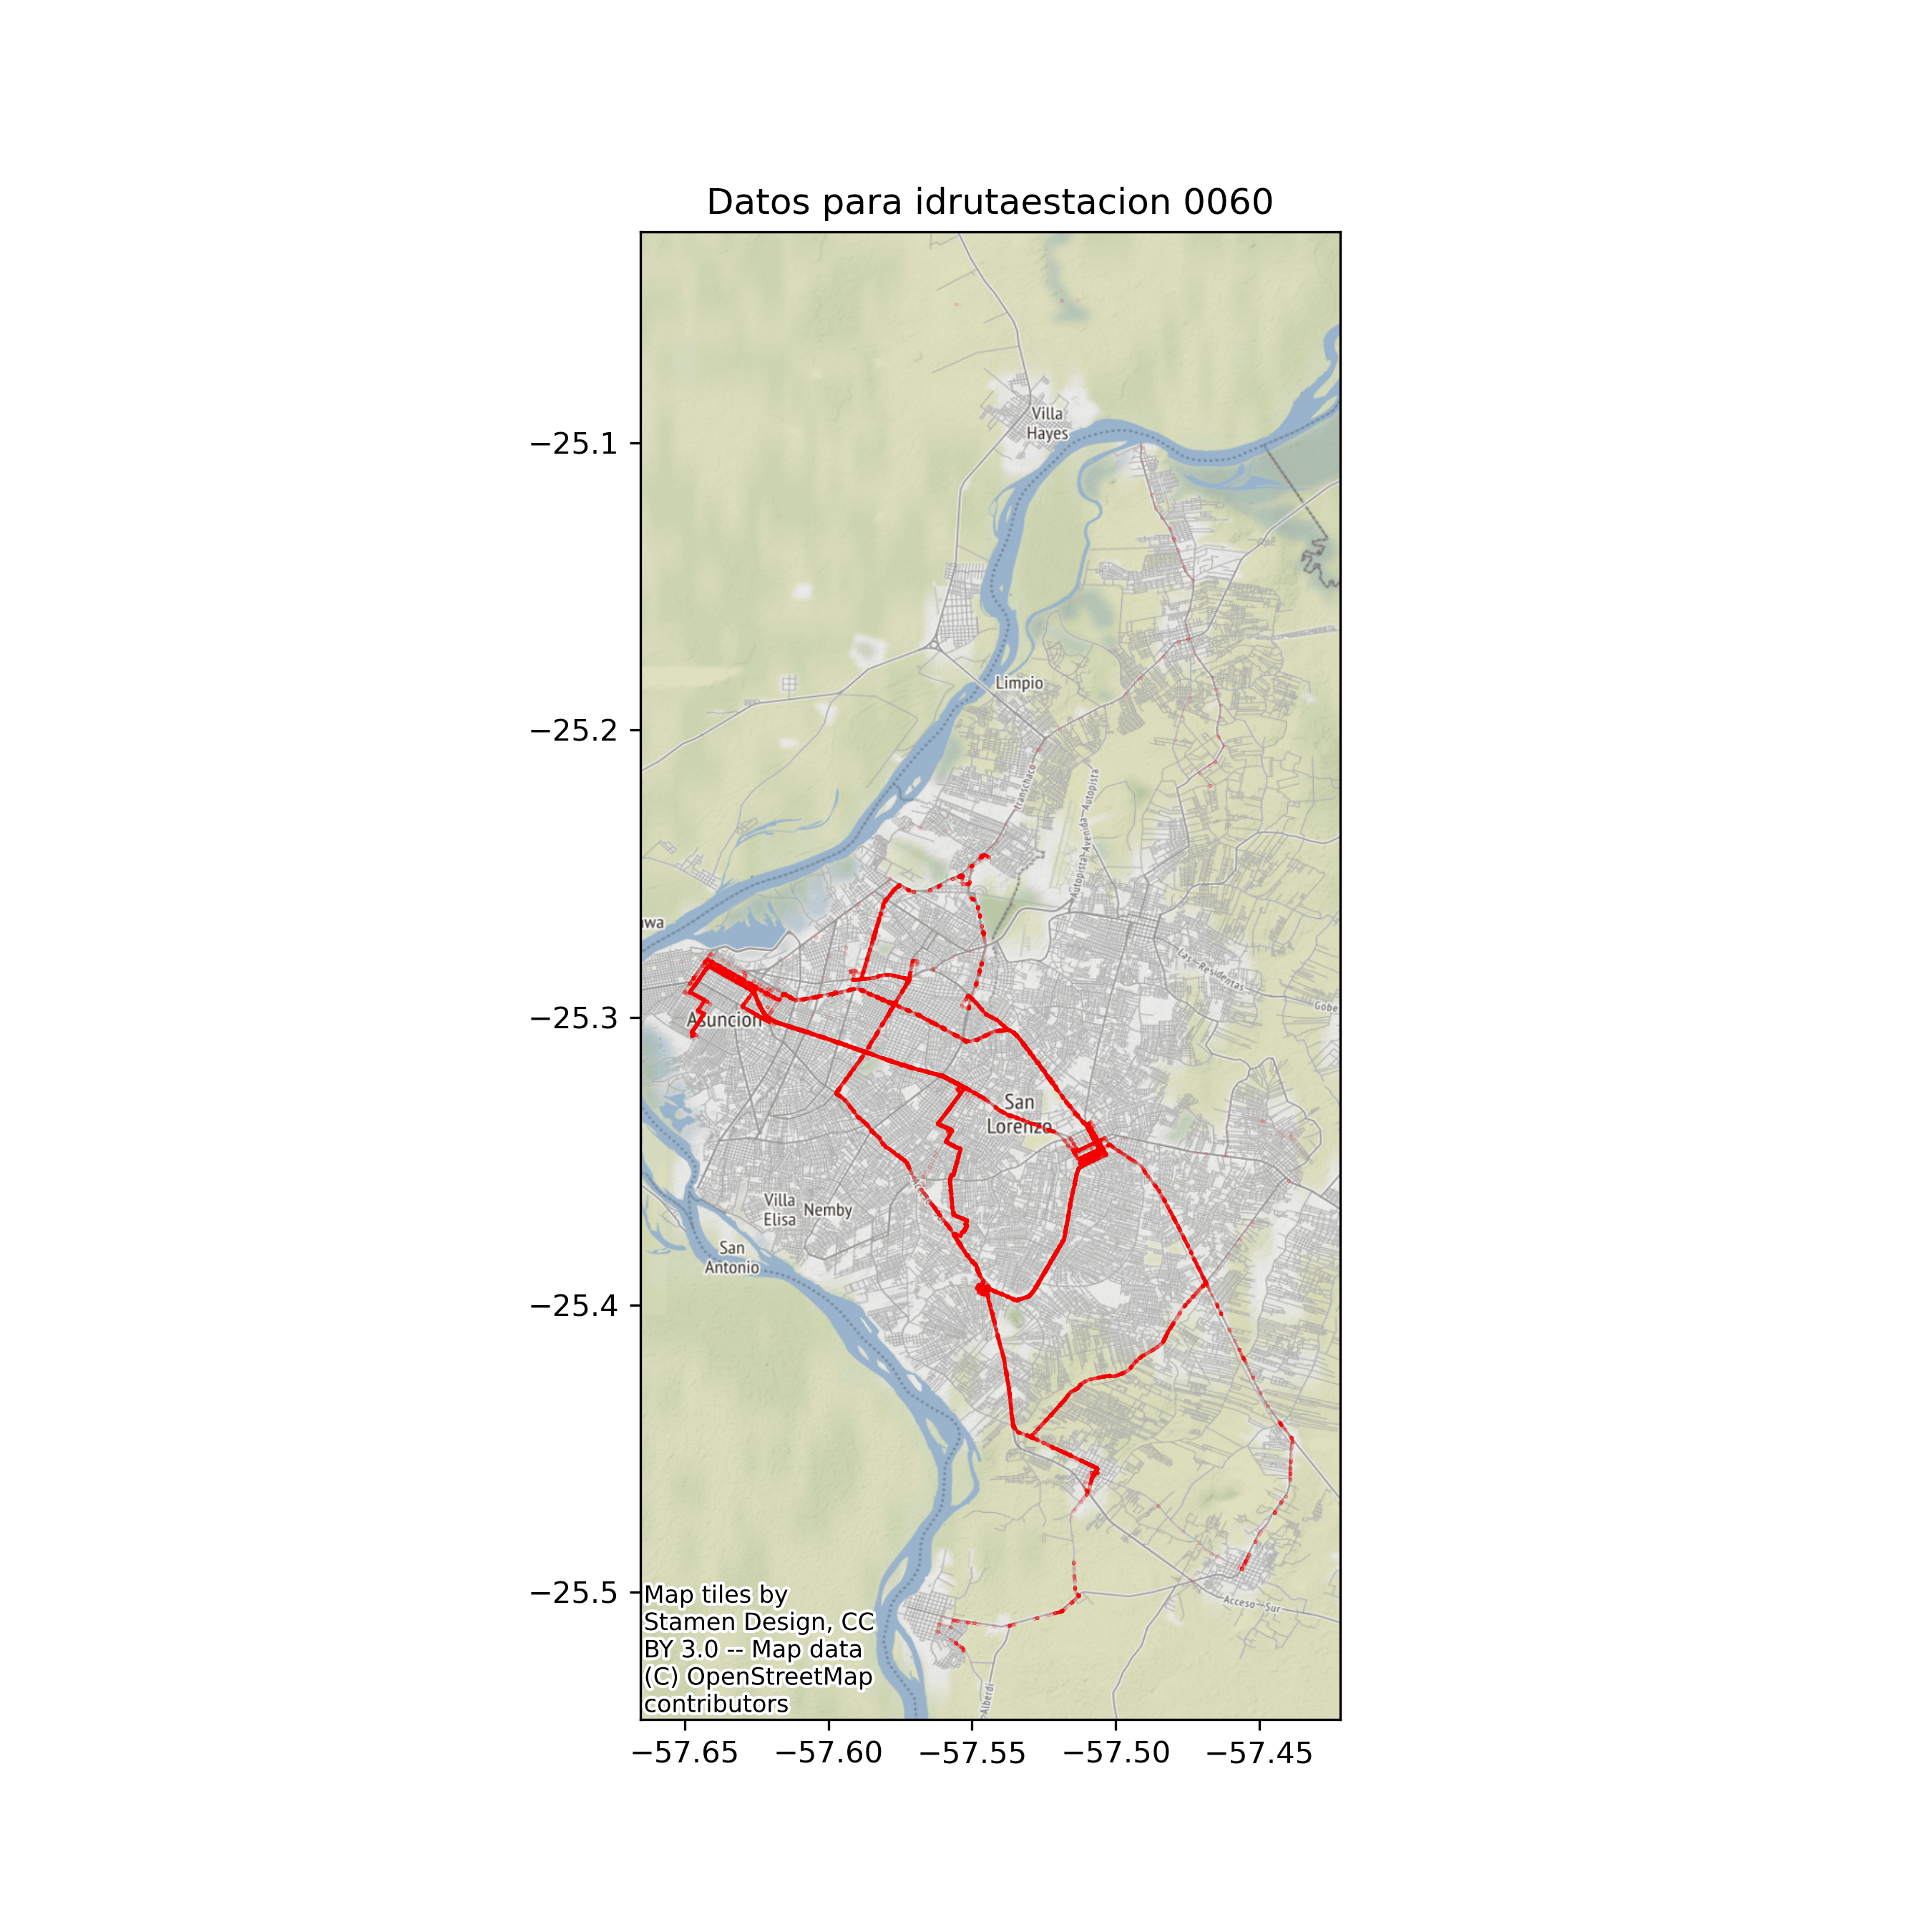 Datos para idrutaestacion 0060
Villa
Hayes
−25.1
Limpio
−25.2
Transchaco
Autopista-Avenida-Autopista
wa
Las-Residentas
Gobe
−25.3
Asuncion
San
Lorenzo
Villa
Elisa
Nemby
San
Antonio
−25.4
−25.5
Acceso-Sur
Alberdi
Map tiles by
Stamen Design, CC
BY 3.0 -- Map data
(C) OpenStreetMap
contributors
−57.65
−57.60
−57.55
−57.50
−57.45